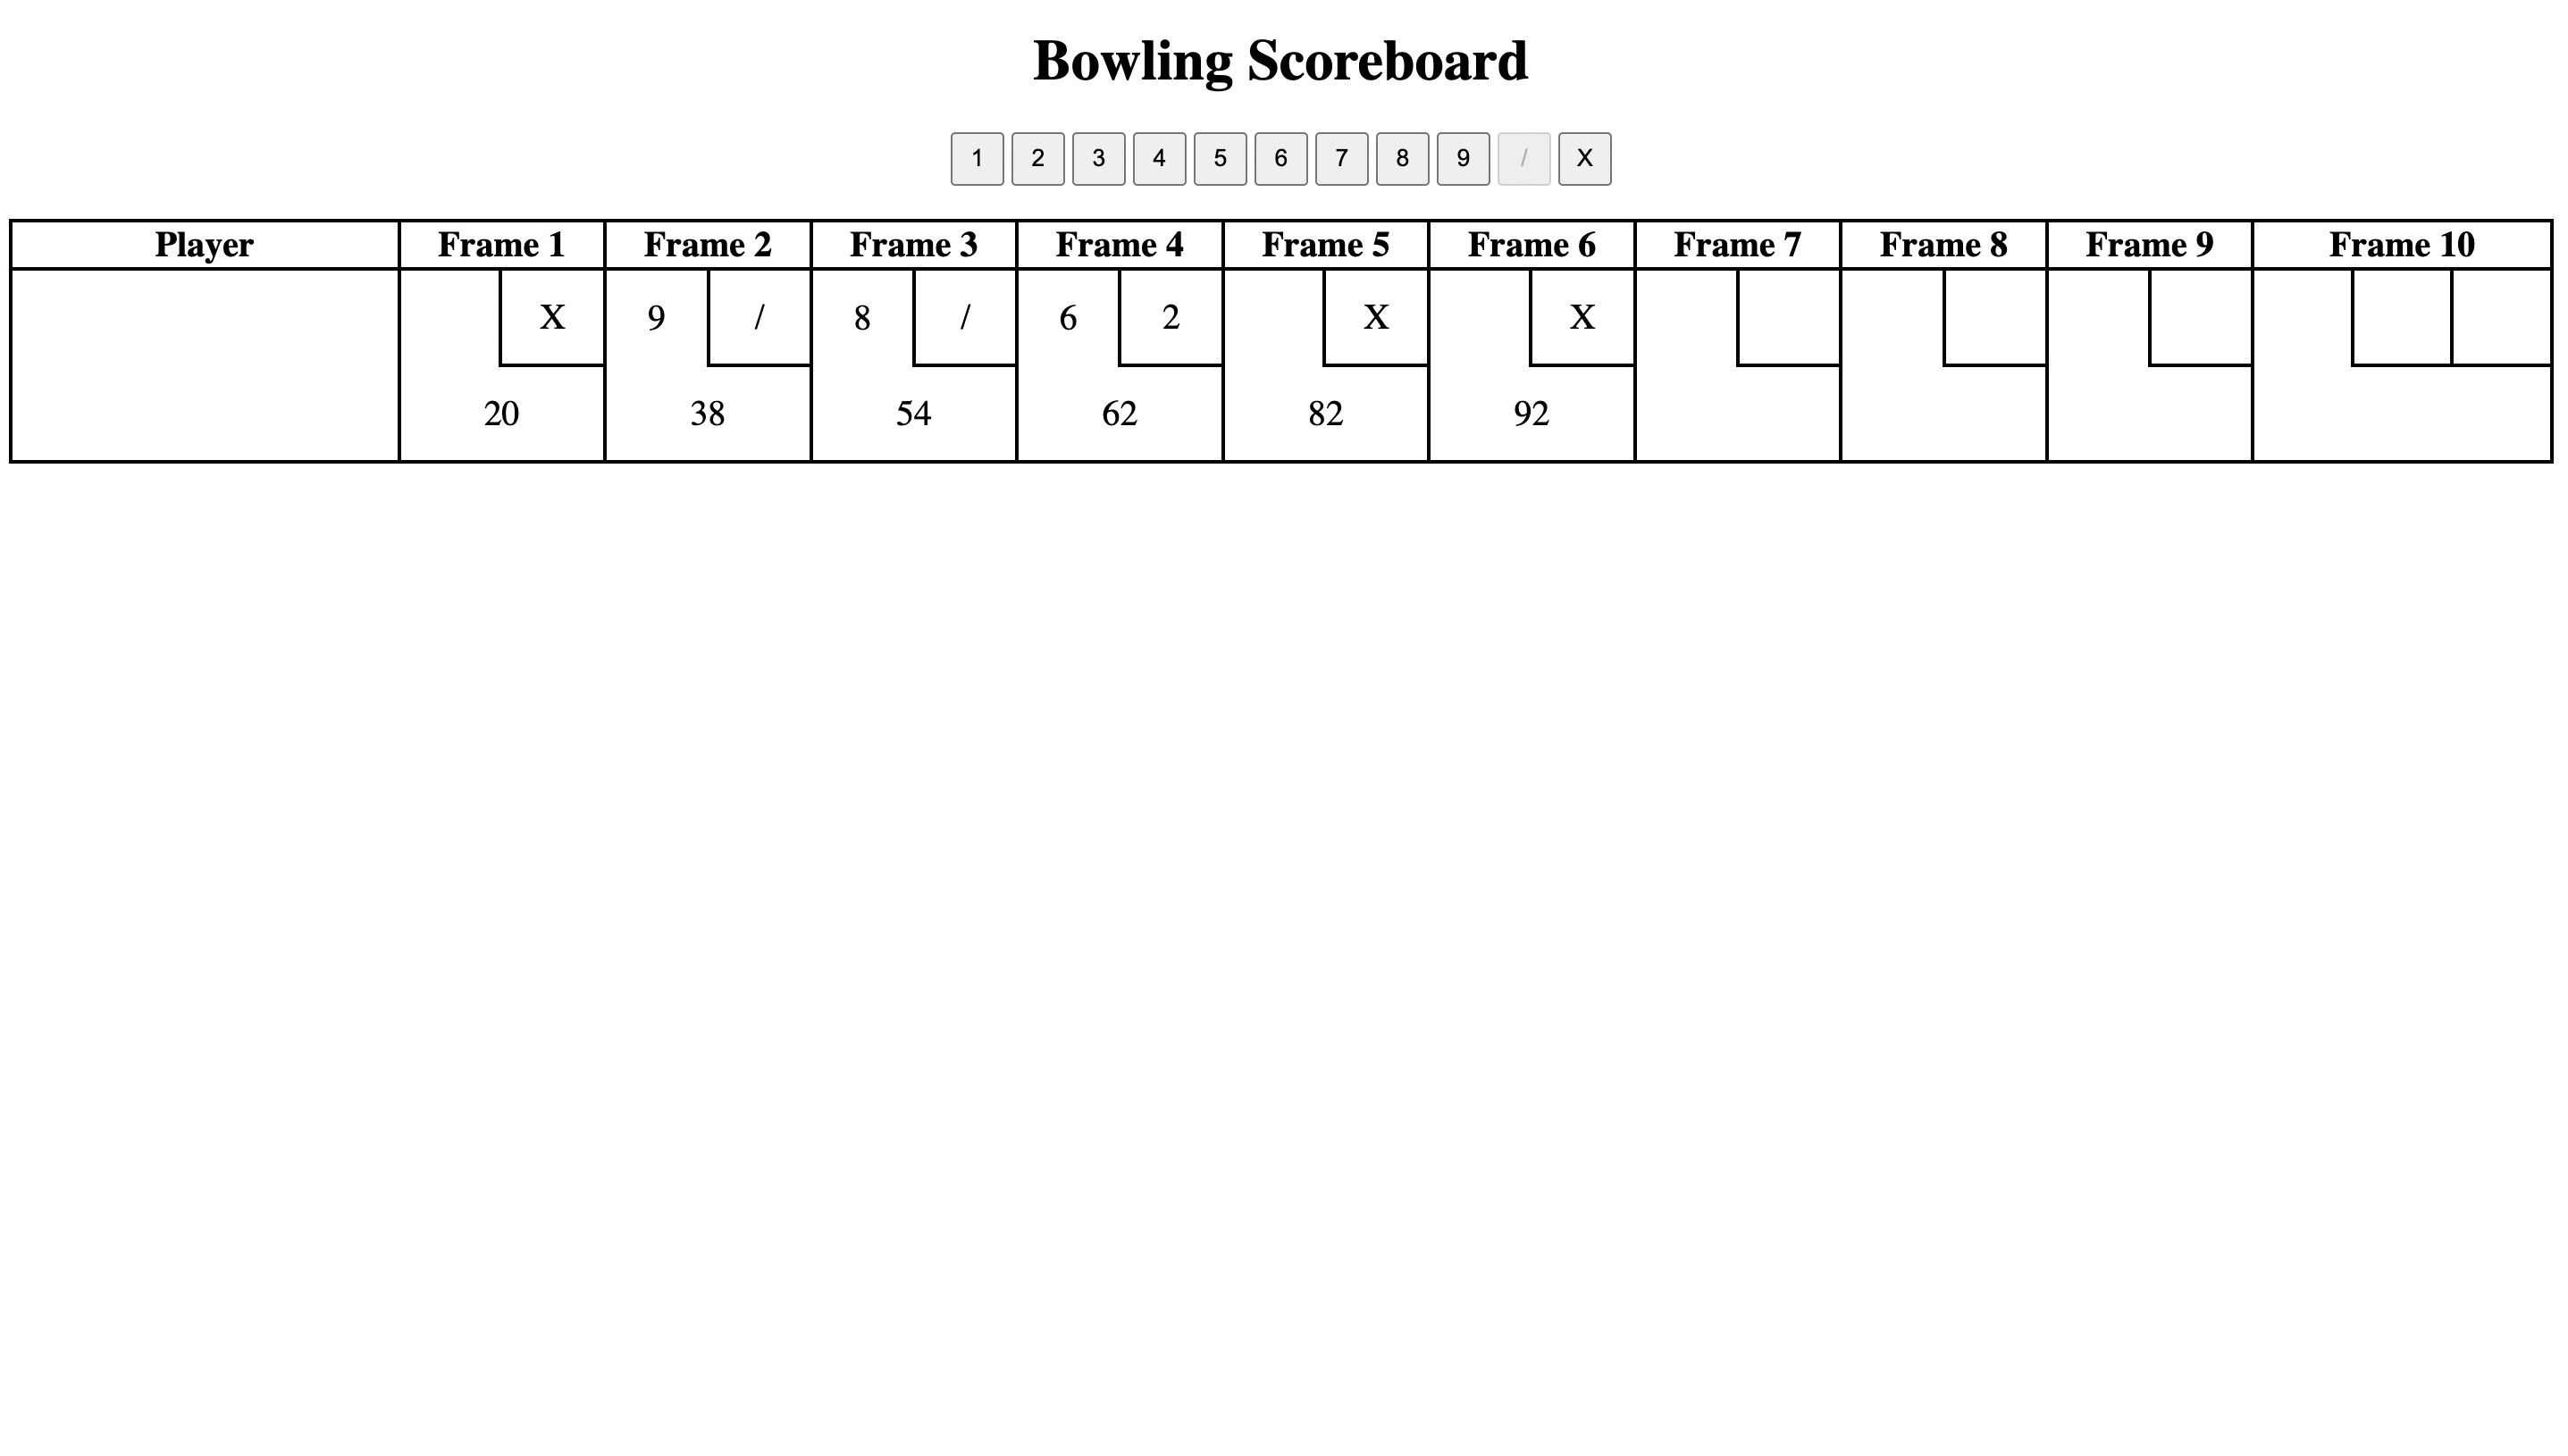 Bowling Scoreboard
1 2 3 4 5 6 7 8 9 / X
Player Frame 1 Frame 2 Frame 3 Frame 4 Frame 5 Frame 6 Frame 7 Frame 8 Frame 9 Frame 10
X 9 / 8 / 6 2 X X
20 38 54 62 82 92